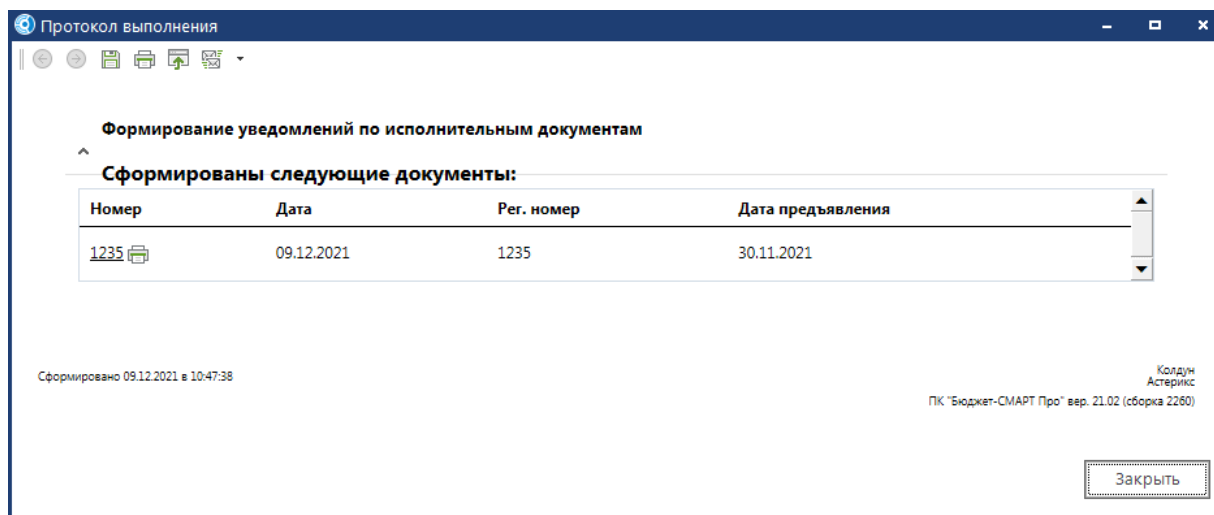 Протокол выполнения
Формирование уведомлений по исполнительным документам
Сформированы следующие документы:
Номер Дата Рег. номер Дата предъявления
1235 09.12.2021 1235 30.11.2021
Сформировано 09.12.2021 в 10:47:38
Колдун
Астерикс
ПК "Бюджет-СМАРТ Про" вер. 21.02 (сборка 2260)
Закрыть